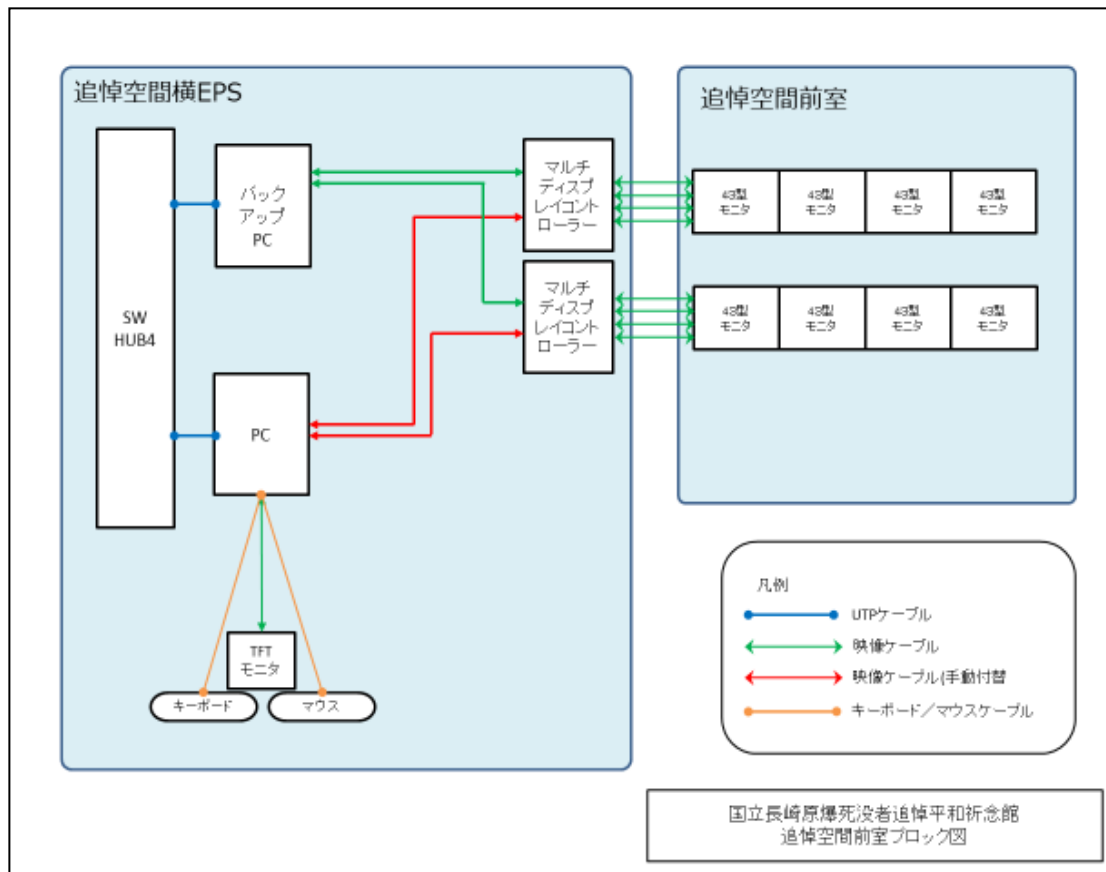 追悼空間横EPS
追悼空間前室
SW
HUB4
バック
アップ
PC
マルチ
ディスプ
レイコント
ローラー
43型
モニタ
43型
モニタ
43型
モニタ
43型
モニタ
マルチ
ディスプ
レイコント
ローラー
43型
モニタ
43型
モニタ
43型
モニタ
43型
モニタ
PC
TFT
モニタ
キーボード
マウス
凡例
UTPケーブル
映像ケーブル
映像ケーブル(手動付替
キーボード／マウスケーブル
国立長崎原爆死没者追悼平和祈念館
追悼空間前室ブロック図